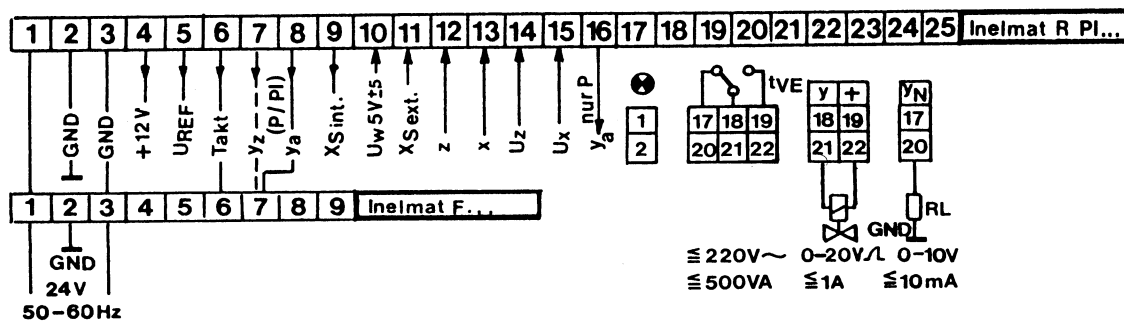 1 2 3 4 5 6 7 8 9 10 11 12 13 14 15 16 17 18 19 20 21 22 23 24 25 Inelmat R PI...
GND
GND
+12V
UREF
Takt
yz
(P/PI)
ya
XSint.
Uw 5V±5
XSext.
z
x
Uz
Ux
nur P
ya
1
2
tVE
17 18 19
20 21 22
y +
18 19
21 22
yN
17
20
RL
GND
1 2 3 4 5 6 7 8 9 Inelmat F...
GND
24V
50-60Hz
≦220V~ 0-20V⎍ 0-10V
≦500VA ≦1A ≦10mA